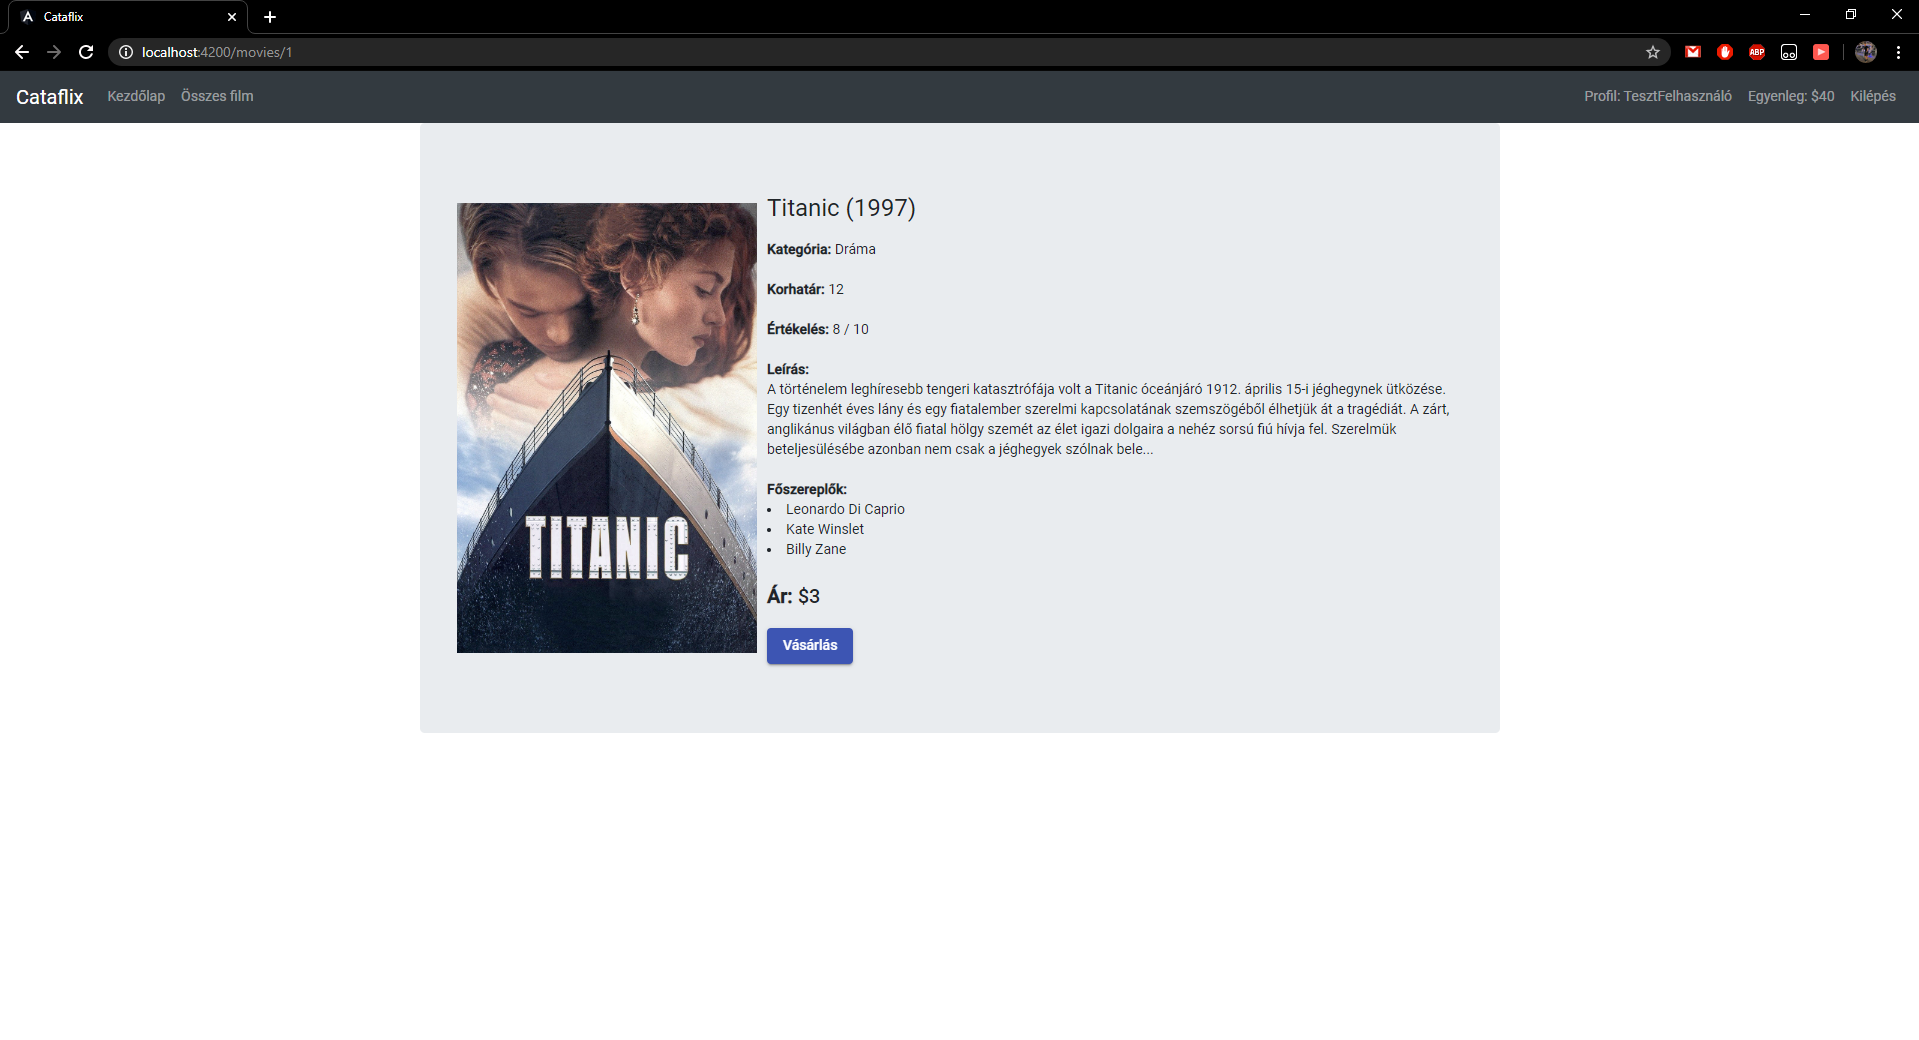 Cataflix
localhost:4200/movies/1
ABP
Cataflix Kezdőlap Összes film Profil: TesztFelhasználó Egyenleg: $40 Kilépés
Titanic (1997)
Kategória: Dráma
Korhatár: 12
Értékelés: 8 / 10
Leírás:
A történelem leghíresebb tengeri katasztrófája volt a Titanic óceánjáró 1912. április 15-i jéghegynek ütközése.
Egy tizenhét éves lány és egy fiatalember szerelmi kapcsolatának szemszögéből élhetjük át a tragédiát. A zárt,
anglikánus világban élő fiatal hölgy szemét az élet igazi dolgaira a nehéz sorsú fiú hívja fel. Szerelmük
beteljesülésébe azonban nem csak a jéghegyek szólnak bele...
Főszereplők:
• Leonardo Di Caprio
• Kate Winslet
• Billy Zane
Ár: $3
Vásárlás
TITANIC